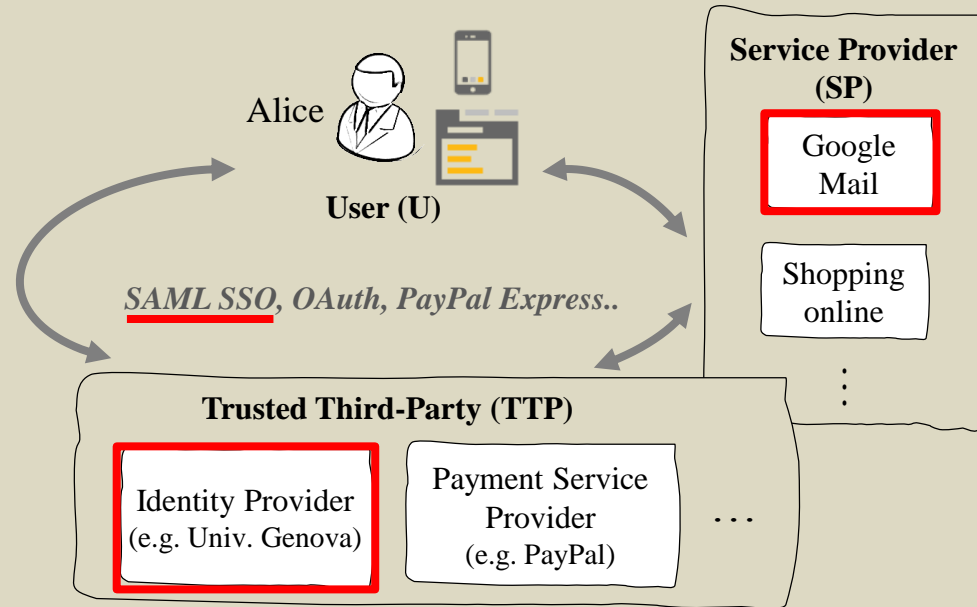 Alice
User (U)
Service Provider
(SP)
Google
Mail
Shopping
online
⋮
SAML SSO, OAuth, PayPal Express..
Trusted Third-Party (TTP)
Identity Provider
(e.g. Univ. Genova)
Payment Service
Provider
(e.g. PayPal)
...